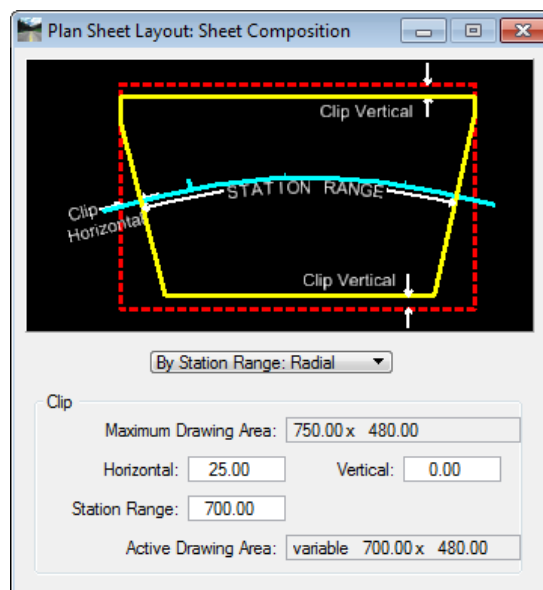 Plan Sheet Layout: Sheet Composition
Clip Vertical
STATION RANGE
Clip
Horizontal
Clip Vertical
By Station Range: Radial
Clip
Maximum Drawing Area: 750.00 x 480.00
Horizontal: 25.00 Vertical: 0.00
Station Range: 700.00
Active Drawing Area: variable 700.00 x 480.00